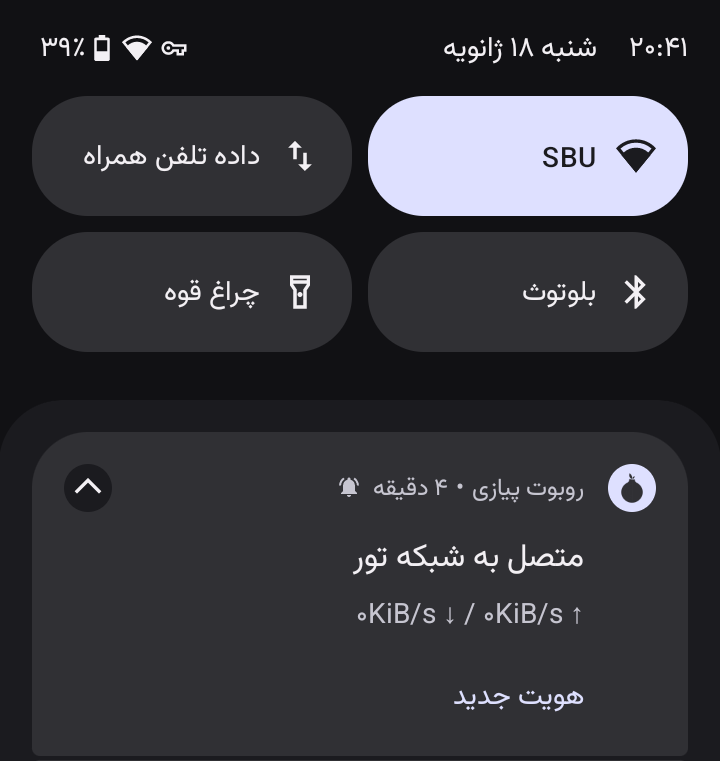 ۲۰:۴۱ شنبه ۱۸ ژانویه ۳۹٪
SBU
داده تلفن همراه
بلوتوث
چراغ قوه
روبوت پیازی • ۴ دقیقه
متصل به شبکه تور
↑ ۰KiB/s / ↓ ۰KiB/s
هویت جدید